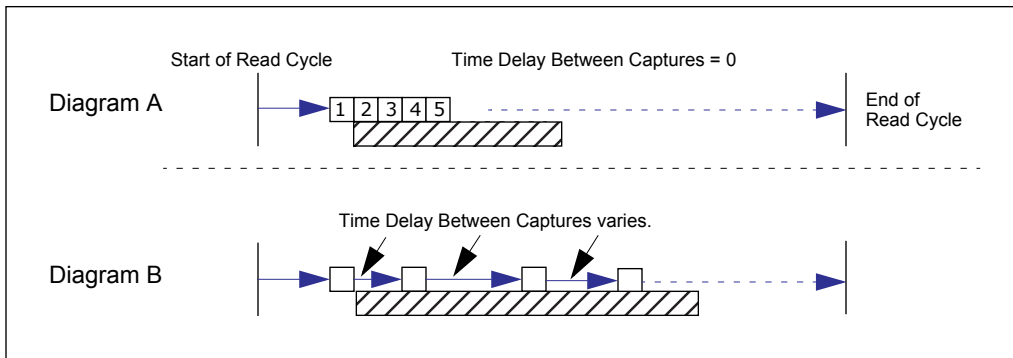 Start of Read Cycle
Time Delay Between Captures = 0
Diagram A
1 2 3 4 5
End of
Read Cycle
Time Delay Between Captures varies.
Diagram B